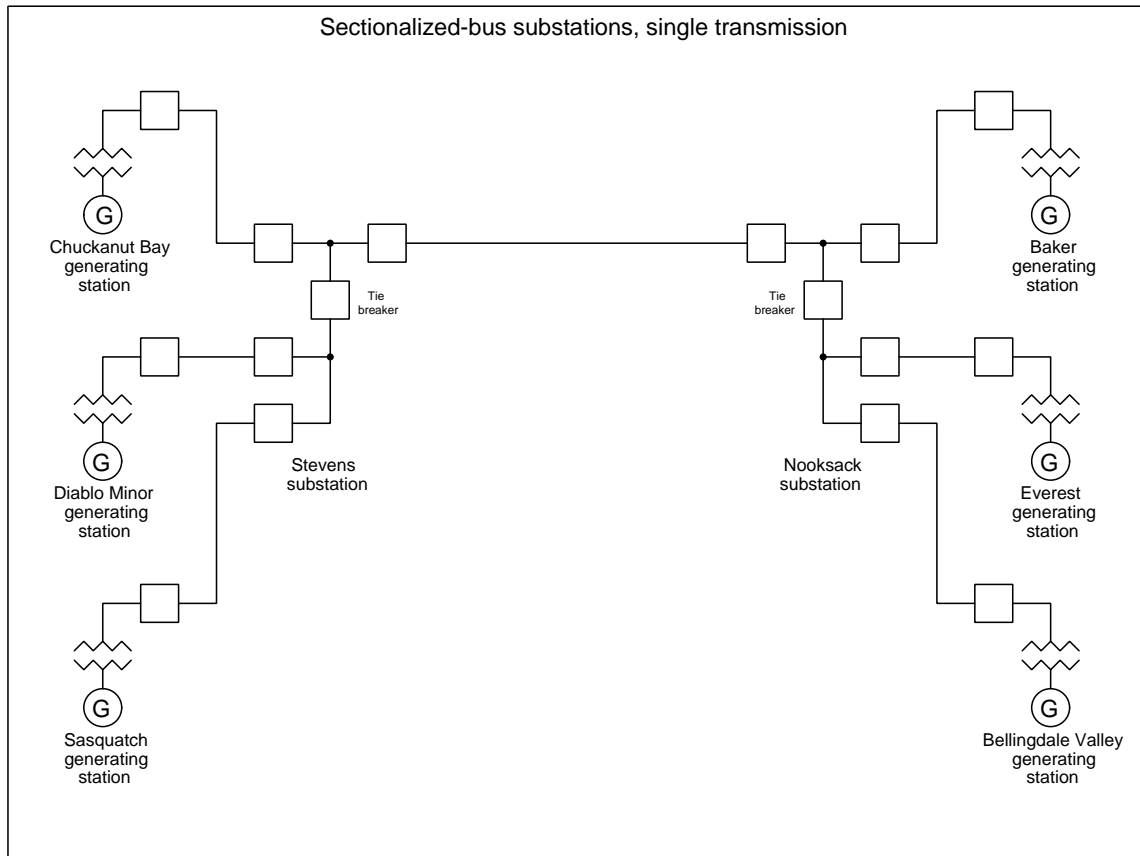 Sectionalized-bus substations, single transmission
G
Chuckanut Bay
generating
station
G
Baker
generating
station
Tie
breaker
Tie
breaker
G
Diablo Minor
generating
station
Stevens
substation
Nooksack
substation
G
Everest
generating
station
G
Sasquatch
generating
station
G
Bellingdale Valley
generating
station